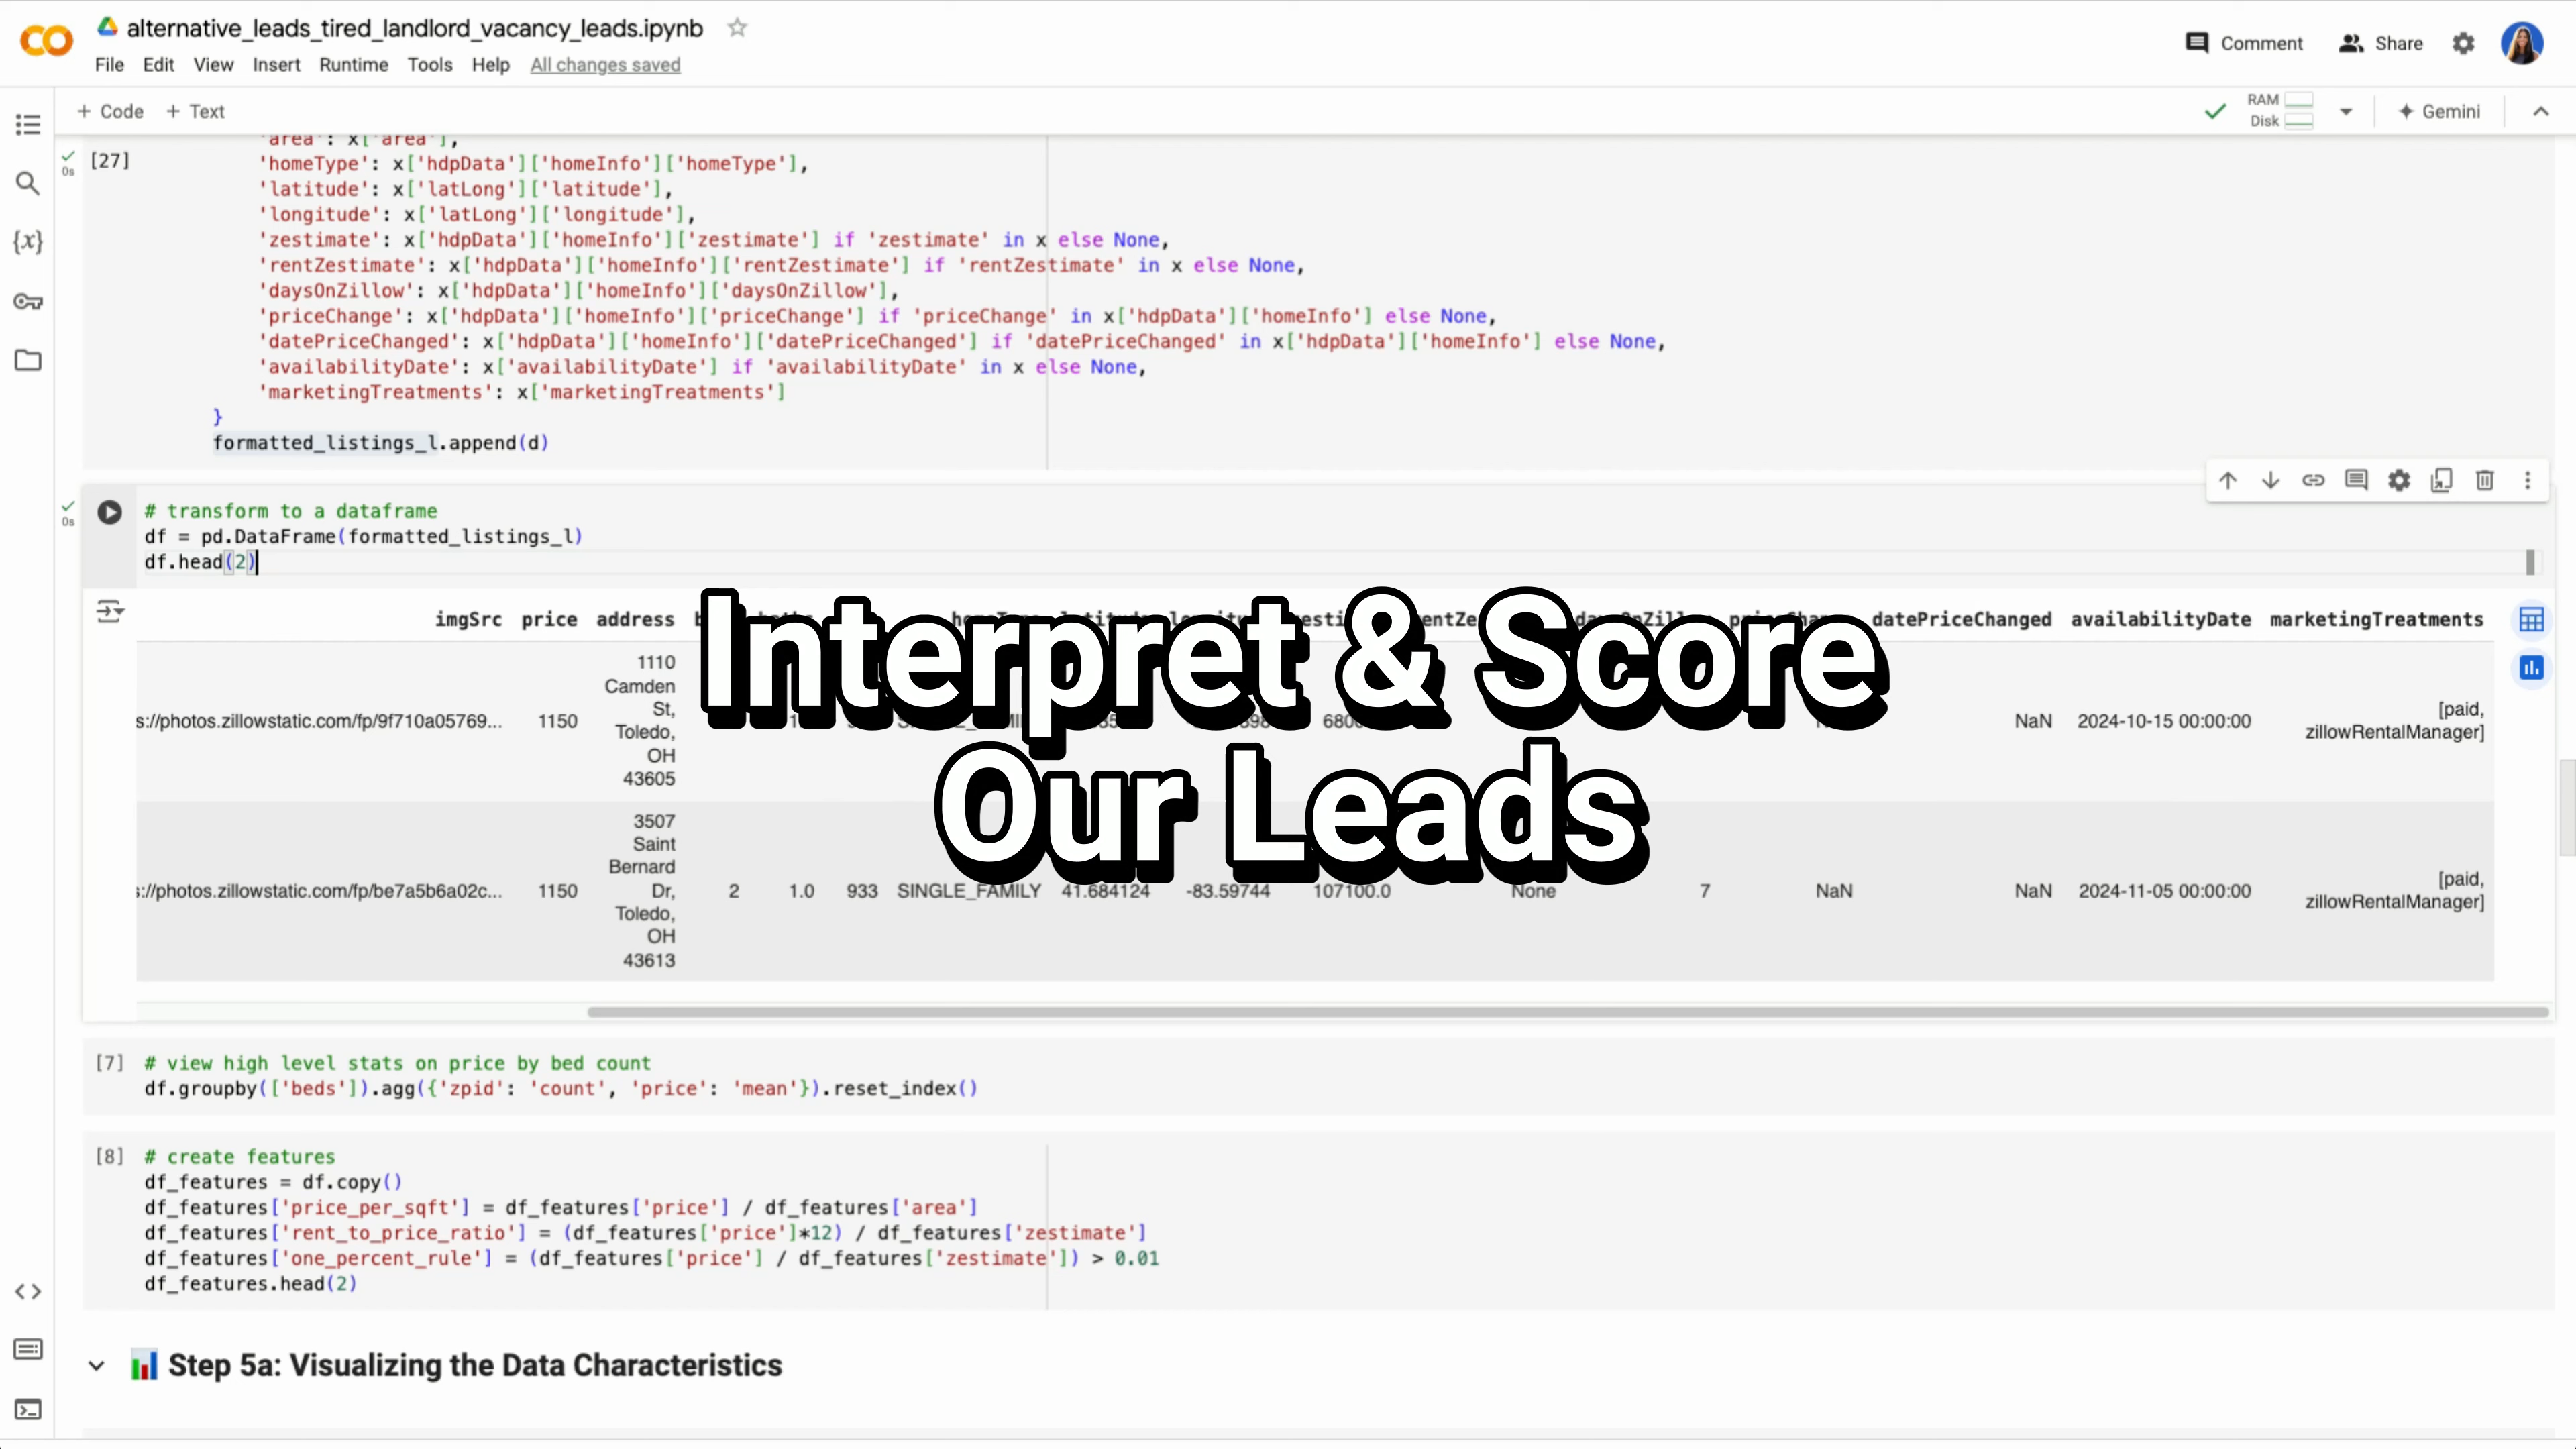 alternative_leads_tired_landlord_vacancy_leads.ipynb
File Edit View Insert Runtime Tools Help All changes saved
Comment Share
+ Code + Text
RAM
Disk
Gemini
[27]
0s
'area': x['area'],
'homeType': x['hdpData']['homeInfo']['homeType'],
'latitude': x['latLong']['latitude'],
'longitude': x['latLong']['longitude'],
'zestimate': x['hdpData']['homeInfo']['zestimate'] if 'zestimate' in x else None,
'rentZestimate': x['hdpData']['homeInfo']['rentZestimate'] if 'rentZestimate' in x else None,
'daysOnZillow': x['hdpData']['homeInfo']['daysOnZillow'],
'priceChange': x['hdpData']['homeInfo']['priceChange'] if 'priceChange' in x['hdpData']['homeInfo'] else None,
'datePriceChanged': x['hdpData']['homeInfo']['datePriceChanged'] if 'datePriceChanged' in x['hdpData']['homeInfo'] else None,
'availabilityDate': x['availabilityDate'] if 'availabilityDate' in x else None,
'marketingTreatments': x['marketingTreatments']
}
formatted_listings_l.append(d)
0s
# transform to a dataframe
df = pd.DataFrame(formatted_listings_l)
df.head(2)
imgSrc price address datePriceChanged availabilityDate marketingTreatments
Interpret & Score
Our Leads
s://photos.zillowstatic.com/fp/9f710a05769... 1150 1110
Camden
St,
Toledo,
OH
43605
NaN 2024-10-15 00:00:00 [paid,
zillowRentalManager]
://photos.zillowstatic.com/fp/be7a5b6a02c... 1150 3507
Saint
Bernard
Dr,
Toledo,
OH
43613
2 1.0 933 SINGLE_FAMILY 41.684124 -83.59744 107100.0 None 7 NaN NaN 2024-11-05 00:00:00 [paid,
zillowRentalManager]
[7] # view high level stats on price by bed count
df.groupby(['beds']).agg({'zpid': 'count', 'price': 'mean'}).reset_index()
[8] # create features
df_features = df.copy()
df_features['price_per_sqft'] = df_features['price'] / df_features['area']
df_features['rent_to_price_ratio'] = (df_features['price']*12) / df_features['zestimate']
df_features['one_percent_rule'] = (df_features['price'] / df_features['zestimate']) > 0.01
df_features.head(2)
Step 5a: Visualizing the Data Characteristics